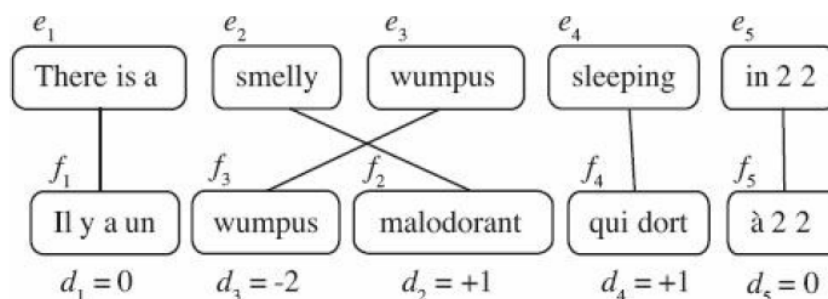 e1 e2 e3 e4 e5
There is a smelly wumpus sleeping in 2 2
f1 f3 f2 f4 f5
Il y a un wumpus malodorant qui dort à 2 2
d1 = 0 d3 = -2 d2 = +1 d4 = +1 d5 = 0